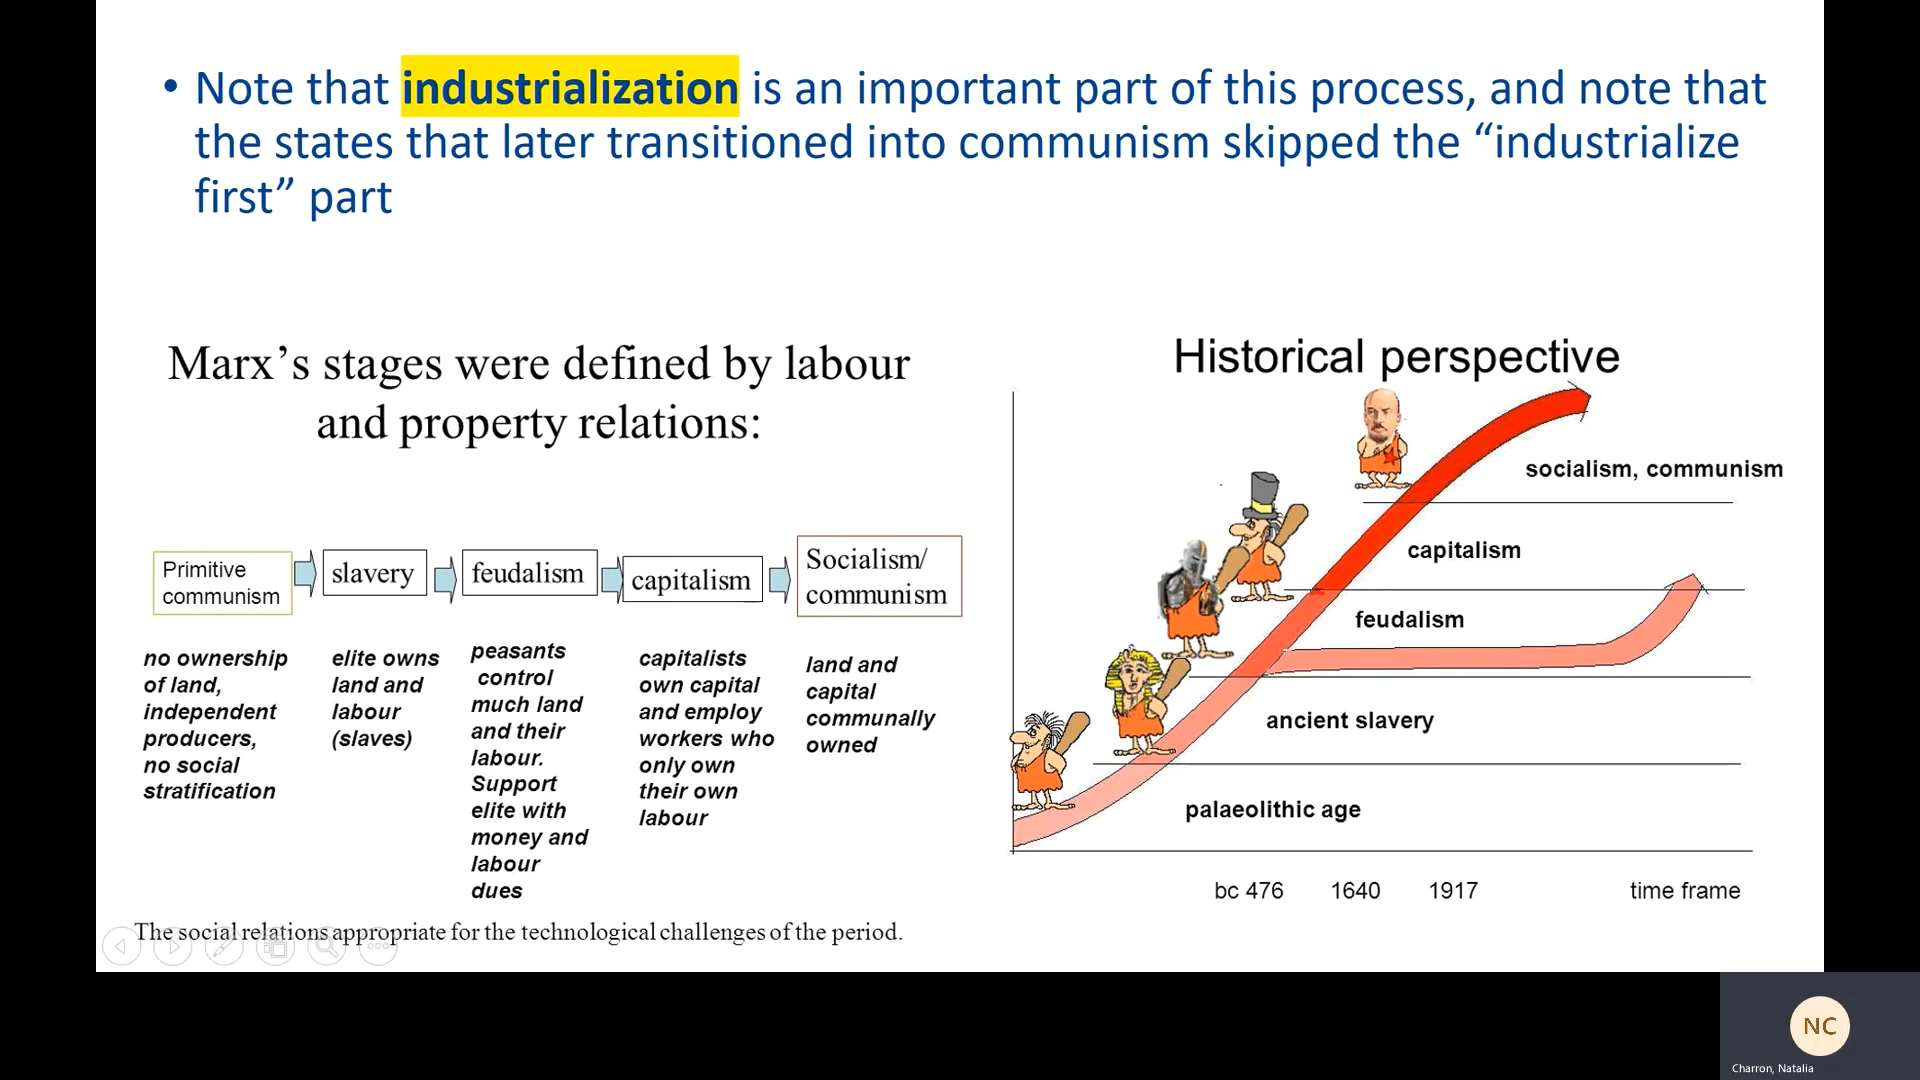 • Note that industrialization is an important part of this process, and note that
the states that later transitioned into communism skipped the “industrialize
first” part
Marx’s stages were defined by labour
and property relations:
Primitive
communism
slavery
feudalism
capitalism
Socialism/
communism
no ownership
of land,
independent
producers,
no social
stratification
elite owns
land and
labour
(slaves)
peasants
control
much land
and their
labour.
Support
elite with
money and
labour
dues
capitalists
own capital
and employ
workers who
only own
their own
labour
land and
capital
communally
owned
The social relations appropriate for the technological challenges of the period.
Historical perspective
socialism, communism
capitalism
feudalism
ancient slavery
palaeolithic age
bc 476 1640 1917 time frame
NC
Charron, Natalia